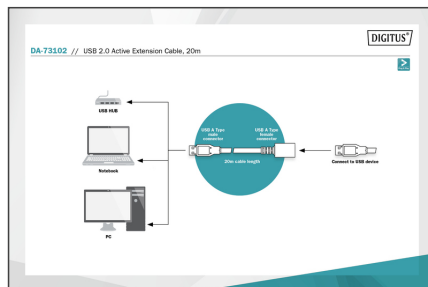 DIGITUS®
DA-73102 // USB 2.0 Active Extension Cable, 20m
USB HUB
USB A Type
male
connector
USB A Type
female
connector
20m cable length
Notebook
Connect to USB device
PC